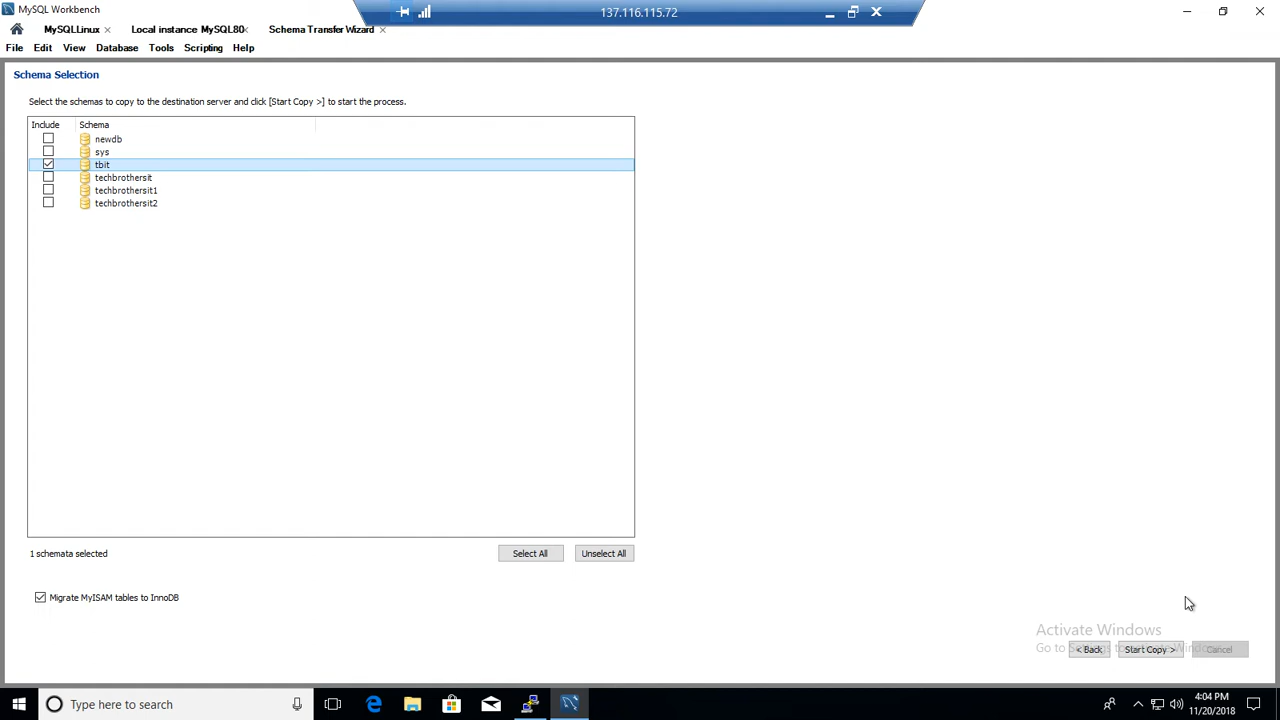 MySQL Workbench
137.116.115.72
MySQLLinux
Local instance MySQL80
Schema Transfer Wizard
File Edit View Database Tools Scripting Help
Schema Selection
Select the schemas to copy to the destination server and click [Start Copy >] to start the process.
Include Schema
newdb
sys
tbit
techbrothersit
techbrothersit1
techbrothersit2
1 schemata selected
Select All
Unselect All
Migrate MyISAM tables to InnoDB
Activate Windows
Go to
< Back
Start Copy >
Cancel
Type here to search
4:04 PM
11/20/2018